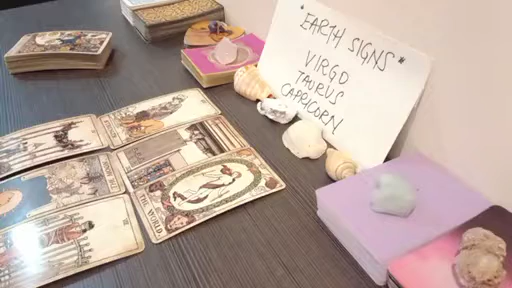 *EARTH SIGNS*
VIRGO
TAURUS
CAPRICORN
THE WORLD.